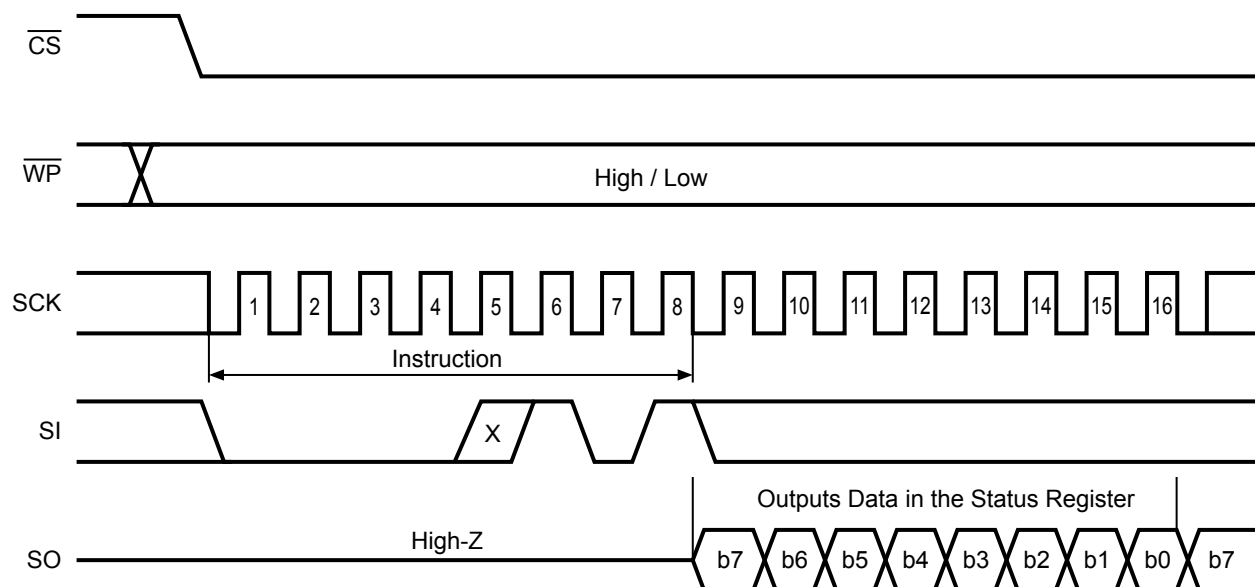 CS
WP
High / Low
SCK
1 2 3 4 5 6 7 8 9 10 11 12 13 14 15 16
Instruction
SI
X
Outputs Data in the Status Register
High-Z
SO
b7 b6 b5 b4 b3 b2 b1 b0 b7